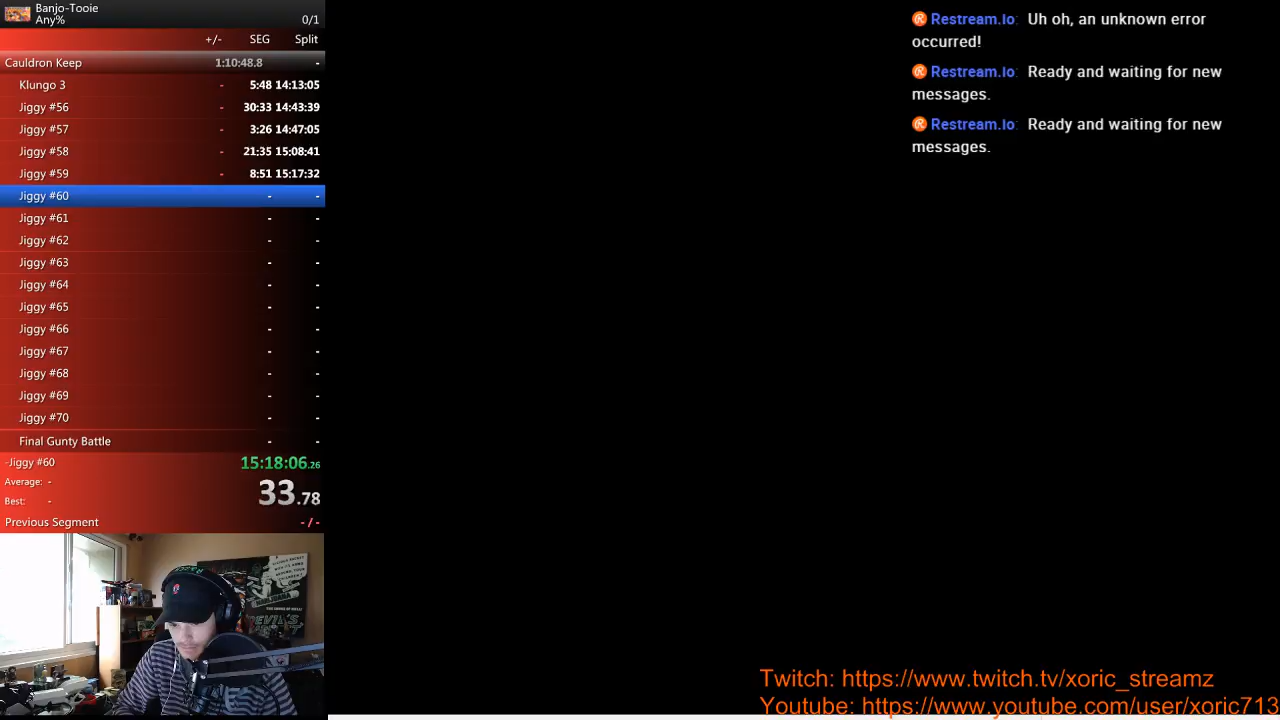 Banjo-Tooie
Any% 0/1
+/- SEG Split
Cauldron Keep 1:10:48.8 -
Klungo 3 - 5:48 14:13:05
Jiggy #56 - 30:33 14:43:39
Jiggy #57 - 3:26 14:47:05
Jiggy #58 - 21:35 15:08:41
Jiggy #59 - 8:51 15:17:32
Jiggy #60 - -
Jiggy #61 - -
Jiggy #62 - -
Jiggy #63 - -
Jiggy #64 - -
Jiggy #65 - -
Jiggy #66 - -
Jiggy #67 - -
Jiggy #68 - -
Jiggy #69 - -
Jiggy #70 - -
Final Gunty Battle - -
-Jiggy #60 15:18:06.26
Average: -
33.78
Best: -
Previous Segment - / -
Restream.io: Uh oh, an unknown error
occurred!
Restream.io: Ready and waiting for new
messages.
Restream.io: Ready and waiting for new
messages.
Twitch: https://www.twitch.tv/xoric_streamz
Youtube: https://www.youtube.com/user/xoric713